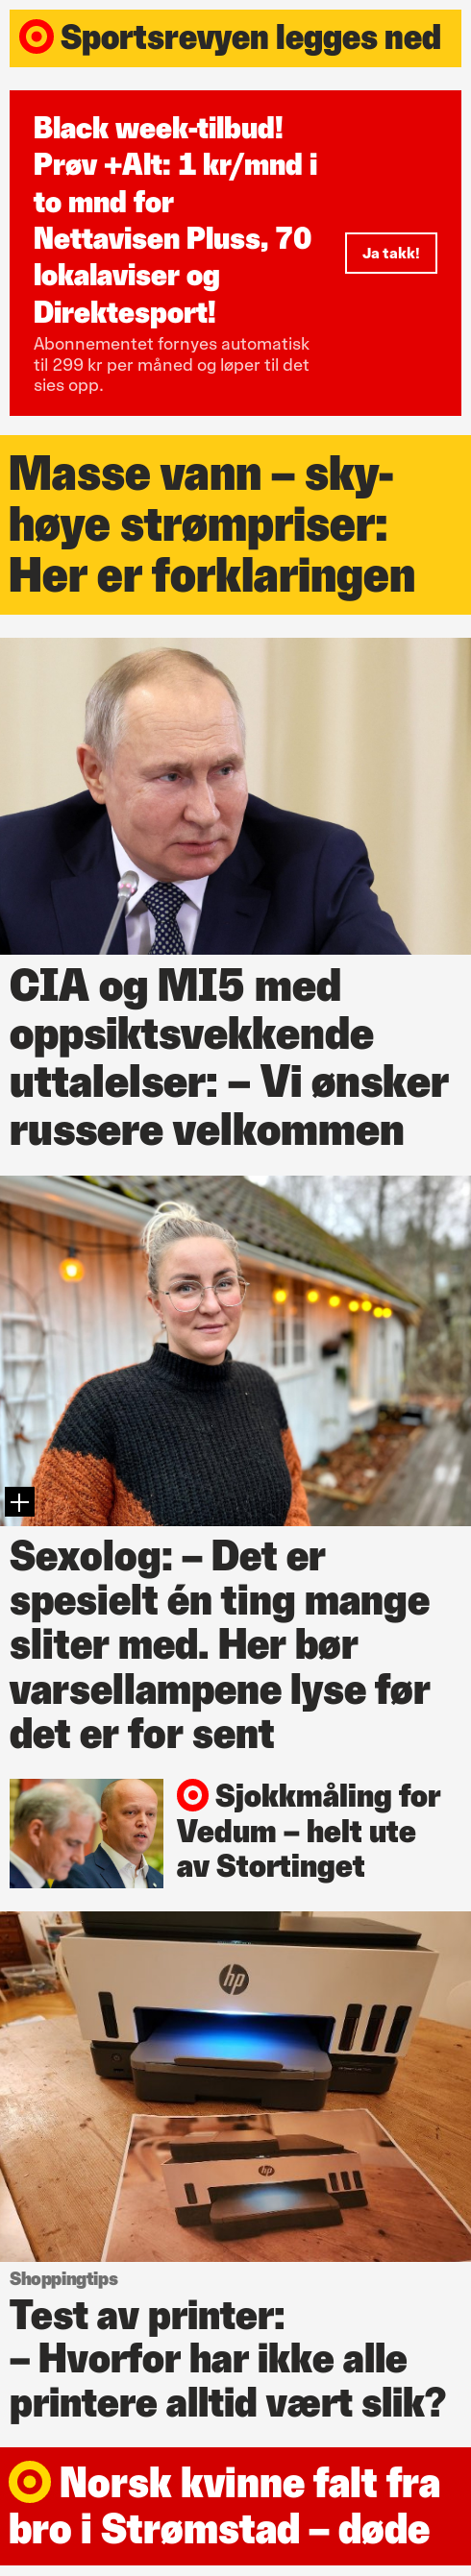 Sportsrevyen legges ned
Black week-tilbud!
Prøv +Alt: 1 kr/mnd i
to mnd for
Nettavisen Pluss, 70
lokalaviser og
Direktesport!
Ja takk!
Abonnementet fornyes automatisk
til 299 kr per måned og løper til det
sies opp.
Masse vann – sky-
høye strømpriser:
Her er forklaringen
CIA og MI5 med
oppsiktsvekkende
uttalelser: – Vi ønsker
russere velkommen
Sexolog: – Det er
spesielt én ting mange
sliter med. Her bør
varsellampene lyse før
det er for sent
Sjokkmåling for
Vedum – helt ute
av Stortinget
hp
hp
Shoppingtips
Test av printer:
– Hvorfor har ikke alle
printere alltid vært slik?
Norsk kvinne falt fra
bro i Strømstad – døde